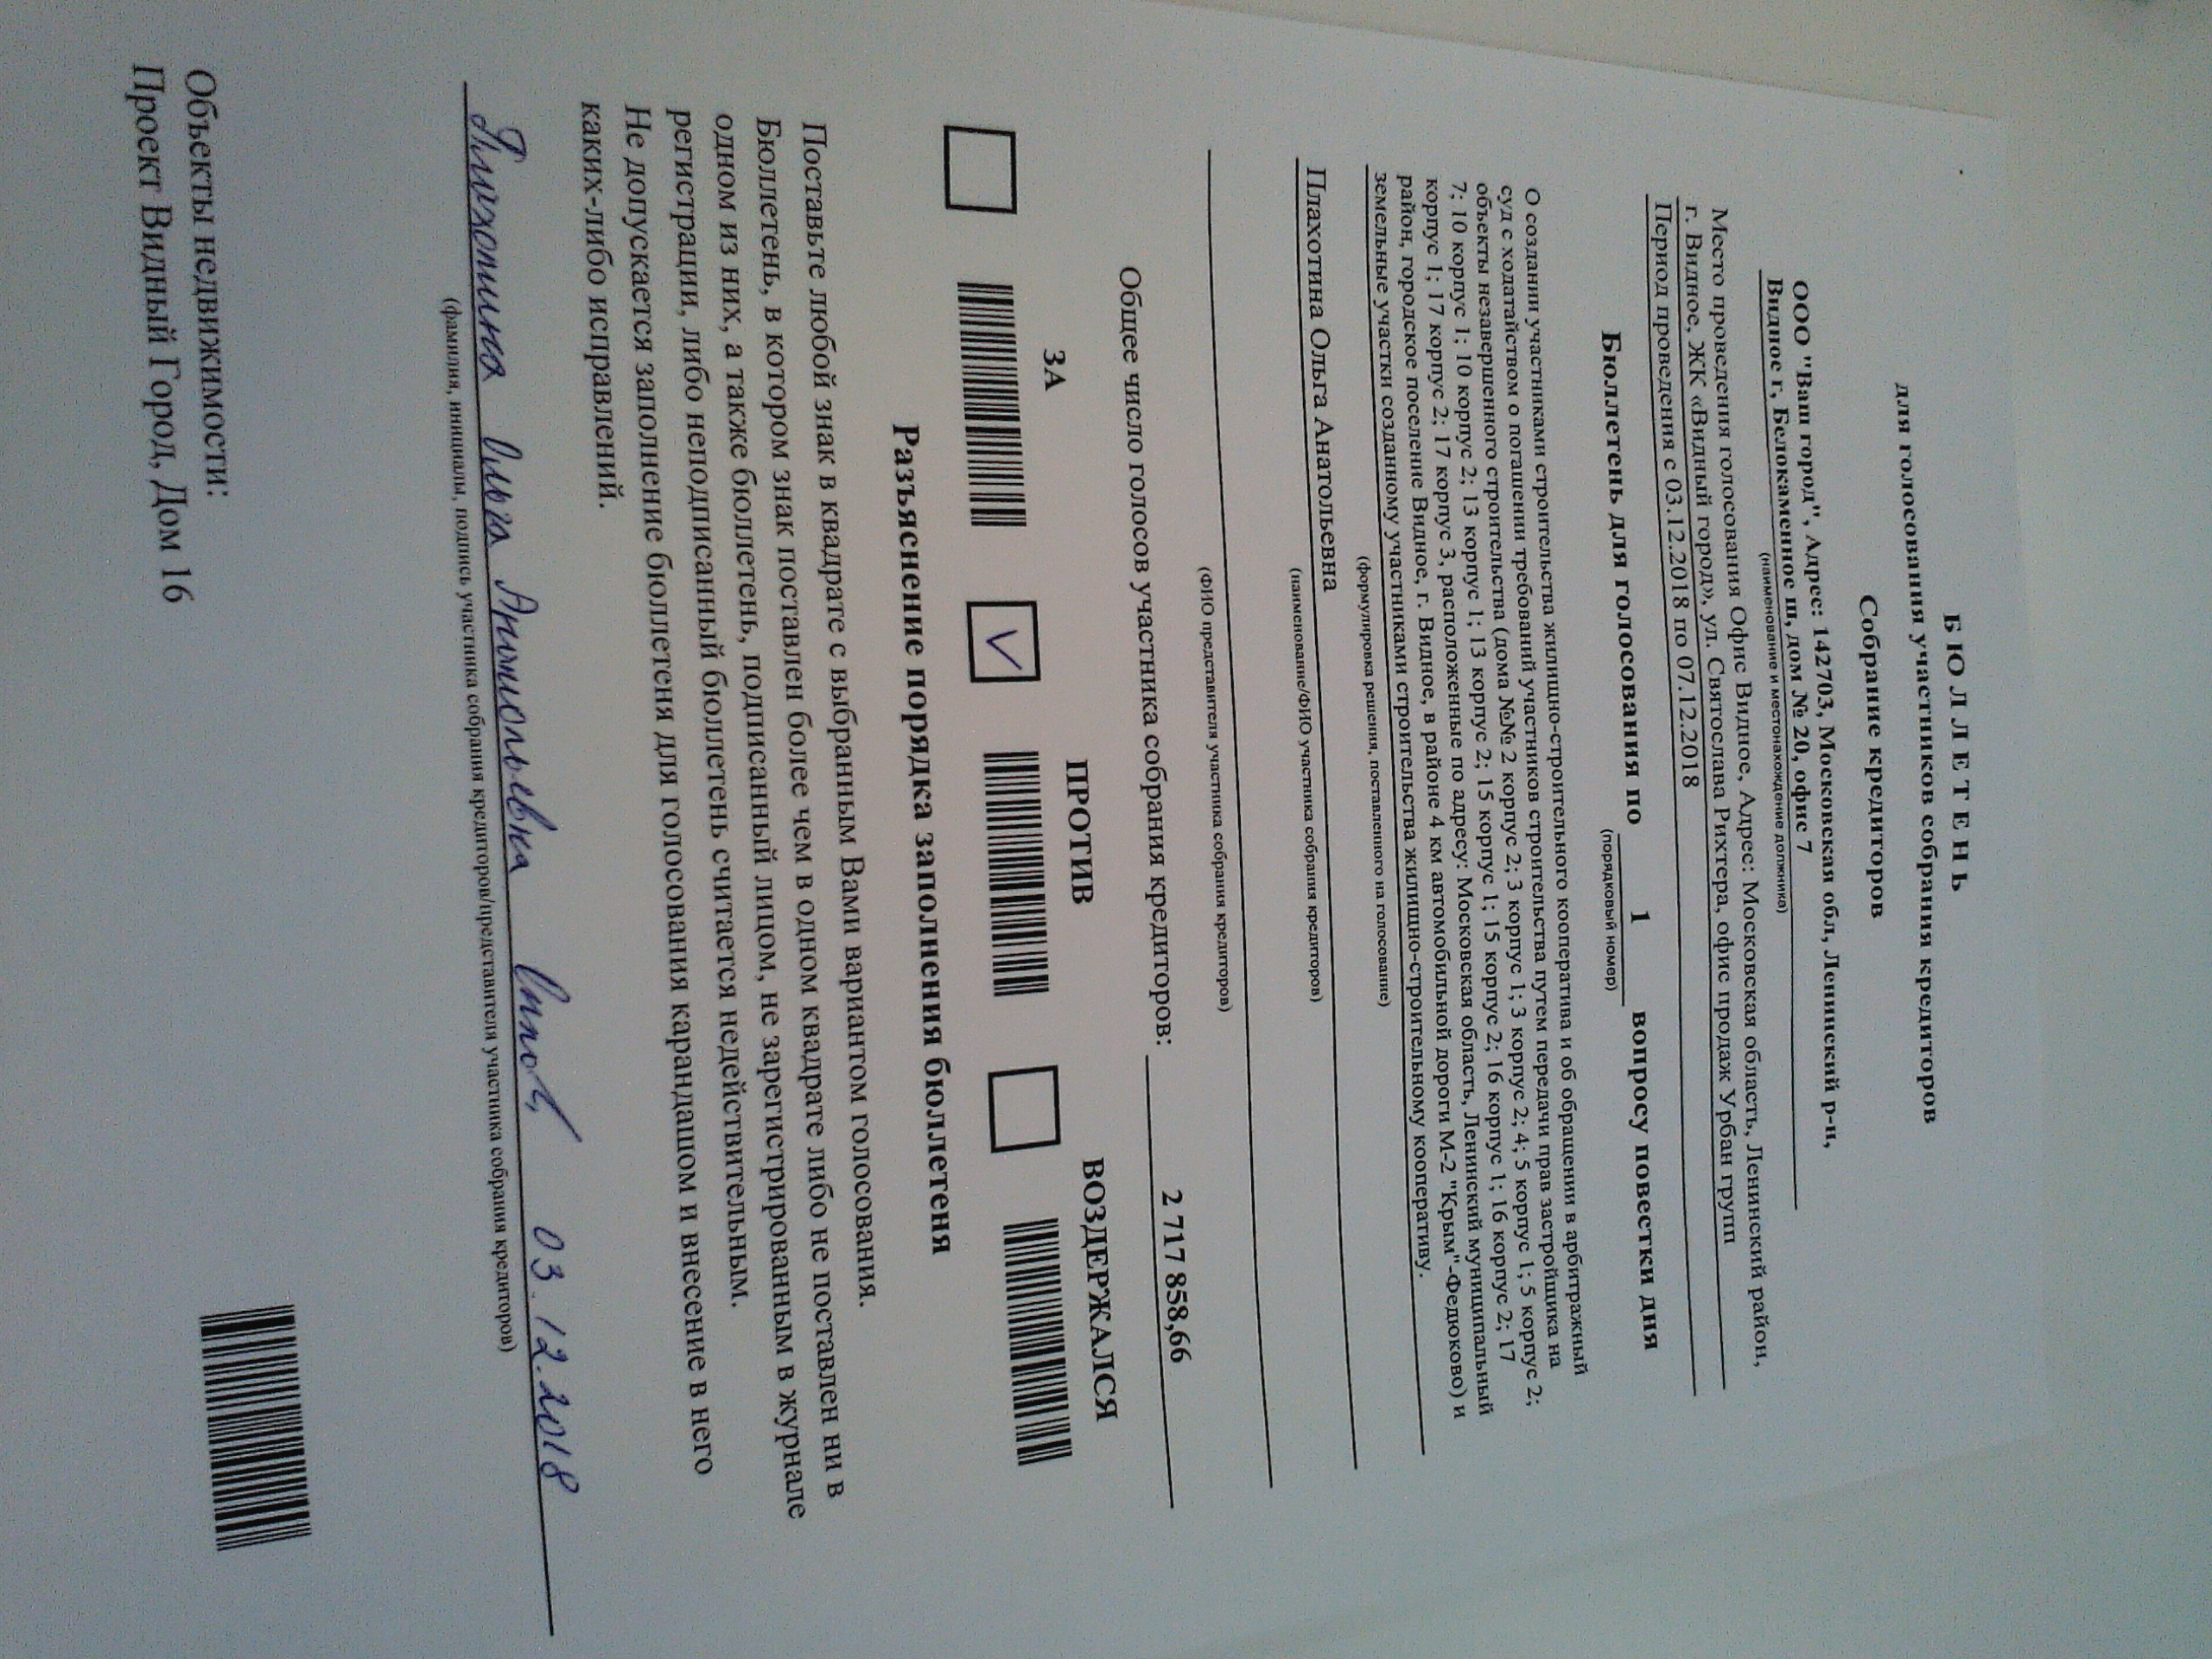 Б Ю Л Л Е Т Е Н Ь
для голосования участников собрания кредиторов
Собрание кредиторов
ООО "Ваш город", Адрес: 142703, Московская обл, Ленинский р-н,
Видное г, Белокаменное ш, дом № 20, офис 7
(наименование и местонахождение должника)
Место проведения голосования Офис Видное, Адрес: Московская область, Ленинский район,
г. Видное, ЖК «Видный город», ул. Святослава Рихтера, офис продаж Урбан групп
Период проведения с 03.12.2018 по 07.12.2018
Бюллетень для голосования по 1 вопросу повестки дня
(порядковый номер)
О создании участниками строительства жилищно-строительного кооператива и об обращении в арбитражный
суд с ходатайством о погашении требований участников строительства путем передачи прав застройщика на
объекты незавершенного строительства (дома №№ 2 корпус 2; 3 корпус 1; 3 корпус 2; 4; 5 корпус 1; 5 корпус 2;
7; 10 корпус 1; 10 корпус 2; 13 корпус 1; 13 корпус 2; 15 корпус 1; 15 корпус 2; 16 корпус 1; 16 корпус 2; 17
корпус 1; 17 корпус 2; 17 корпус 3, расположенные по адресу: Московская область, Ленинский муниципальный
район, городское поселение Видное, г. Видное, в районе 4 км автомобильной дороги М-2 "Крым"-Федюково) и
земельные участки созданному участниками строительства жилищно-строительному кооперативу.
(формулировка решения, поставленного на голосование)
Плахотина Ольга Анатольевна
(наименование/ФИО участника собрания кредиторов)
(ФИО представителя участника собрания кредиторов)
Общее число голосов участника собрания кредиторов: 2 717 858,66
ЗА ПРОТИВ ВОЗДЕРЖАЛСЯ
Разъяснение порядка заполнения бюллетеня
Поставьте любой знак в квадрате с выбранным Вами вариантом голосования.
Бюллетень, в котором знак поставлен более чем в одном квадрате либо не поставлен ни в
одном из них, а также бюллетень, подписанный лицом, не зарегистрированным в журнале
регистрации, либо неподписанный бюллетень считается недействительным.
Не допускается заполнение бюллетеня для голосования карандашом и внесение в него
каких-либо исправлений.
Плахотина Ольга Анатольевна 03.12.2018
(фамилия, инициалы, подпись участника собрания кредиторов/представителя участника собрания кредиторов)
Объекты недвижимости:
Проект Видный Город, Дом 16